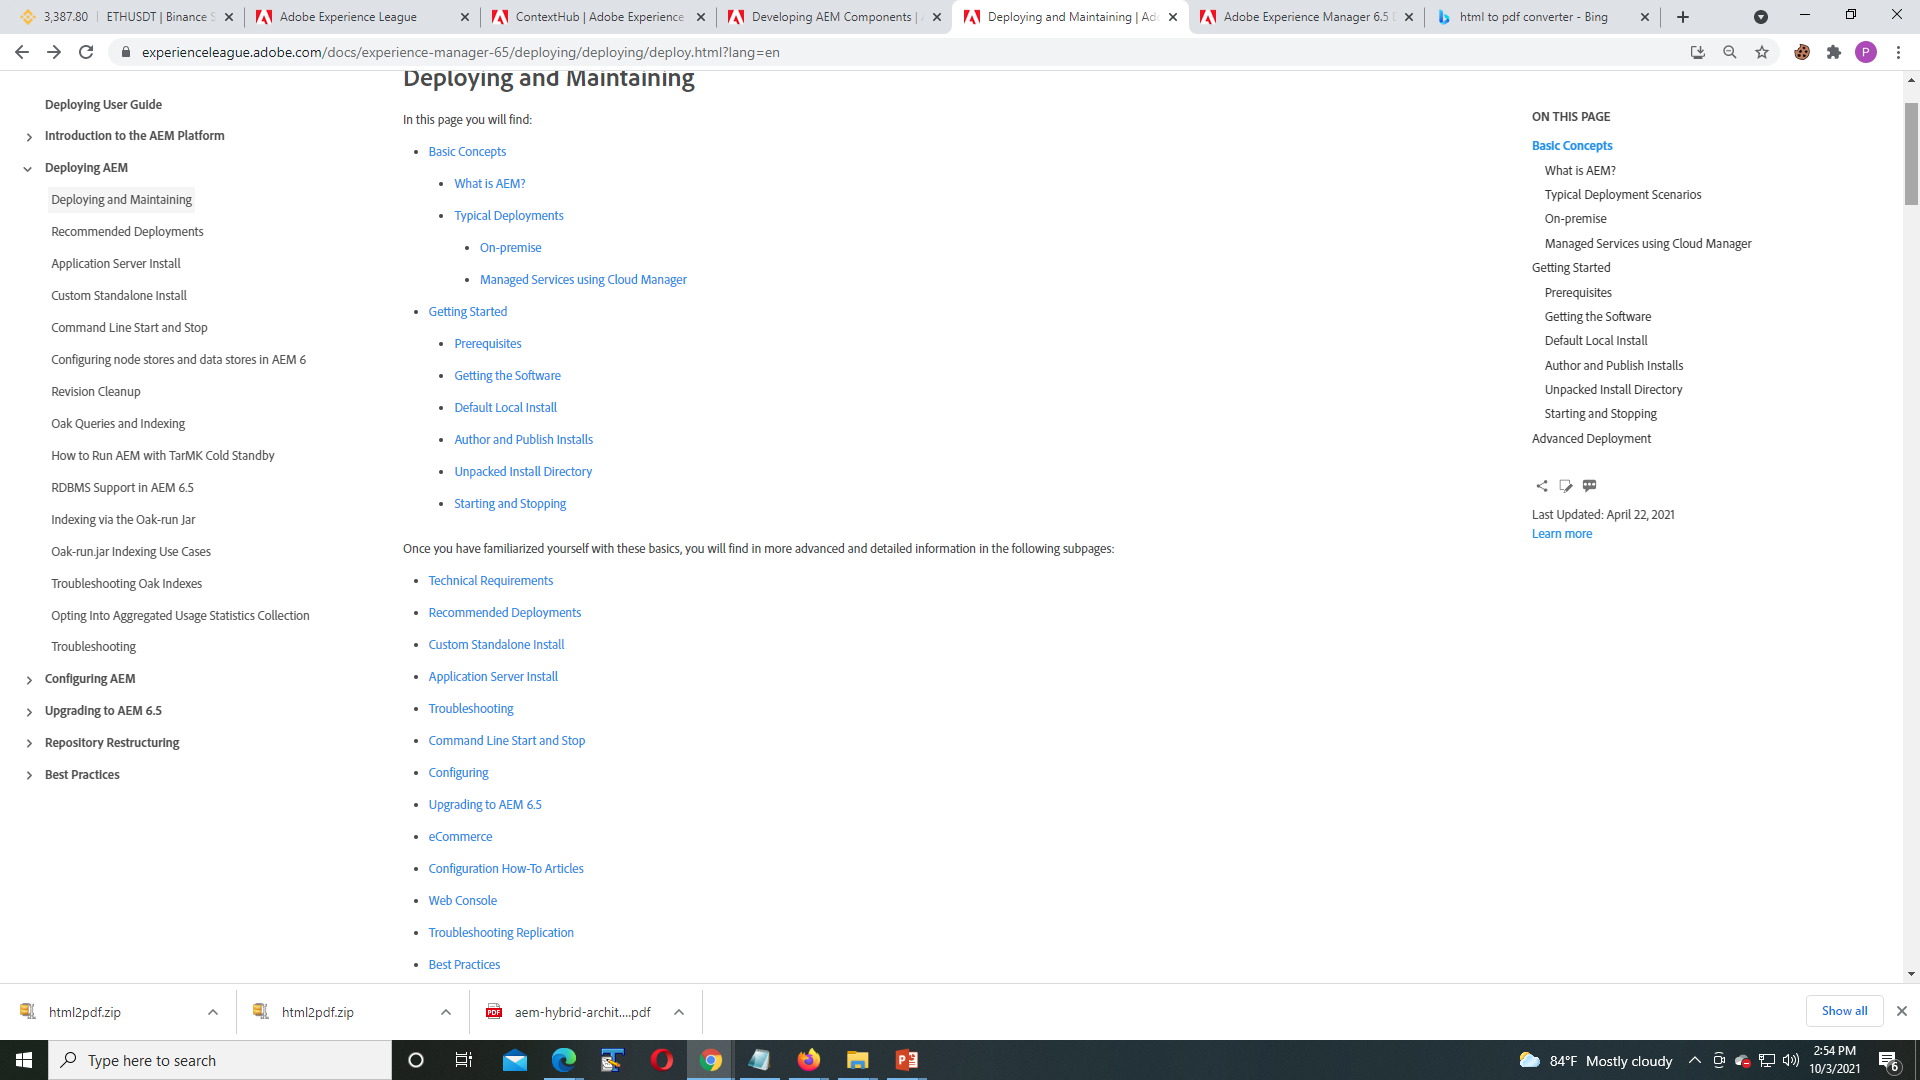 3,387.80 | ETHUSDT | Binance S
Adobe Experience League
ContextHub | Adobe Experience
Developing AEM Components |
Deploying and Maintaining | Ado
Adobe Experience Manager 6.5 D
html to pdf converter - Bing
experienceleague.adobe.com/docs/experience-manager-65/deploying/deploying/deploy.html?lang=en
P
Deploying User Guide
Introduction to the AEM Platform
Deploying AEM
Deploying and Maintaining
Recommended Deployments
Application Server Install
Custom Standalone Install
Command Line Start and Stop
Configuring node stores and data stores in AEM 6
Revision Cleanup
Oak Queries and Indexing
How to Run AEM with TarMK Cold Standby
RDBMS Support in AEM 6.5
Indexing via the Oak-run Jar
Oak-run.jar Indexing Use Cases
Troubleshooting Oak Indexes
Opting Into Aggregated Usage Statistics Collection
Troubleshooting
Configuring AEM
Upgrading to AEM 6.5
Repository Restructuring
Best Practices
Deploying and Maintaining
In this page you will find:
Basic Concepts
What is AEM?
Typical Deployments
On-premise
Managed Services using Cloud Manager
Getting Started
Prerequisites
Getting the Software
Default Local Install
Author and Publish Installs
Unpacked Install Directory
Starting and Stopping
Once you have familiarized yourself with these basics, you will find in more advanced and detailed information in the following subpages:
Technical Requirements
Recommended Deployments
Custom Standalone Install
Application Server Install
Troubleshooting
Command Line Start and Stop
Configuring
Upgrading to AEM 6.5
eCommerce
Configuration How-To Articles
Web Console
Troubleshooting Replication
Best Practices
ON THIS PAGE
Basic Concepts
What is AEM?
Typical Deployment Scenarios
On-premise
Managed Services using Cloud Manager
Getting Started
Prerequisites
Getting the Software
Default Local Install
Author and Publish Installs
Unpacked Install Directory
Starting and Stopping
Advanced Deployment
Last Updated: April 22, 2021
Learn more
html2pdf.zip
html2pdf.zip
PDF
aem-hybrid-archit....pdf
Show all
Type here to search
84°F Mostly cloudy
2:54 PM
10/3/2021
6